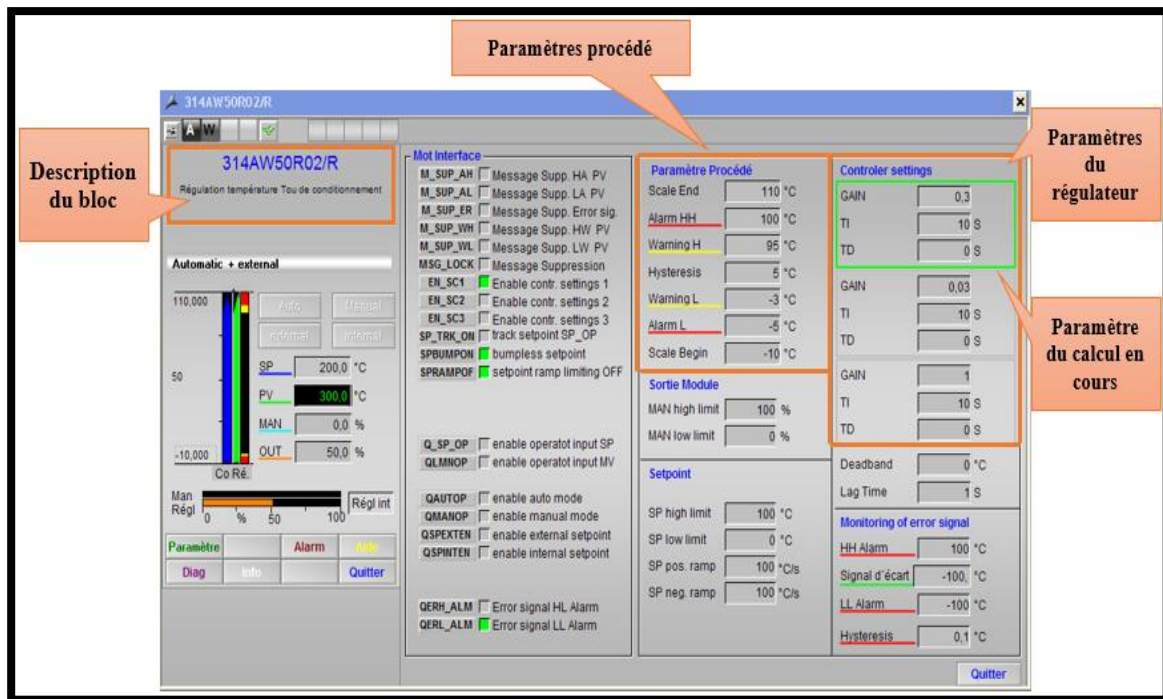 Paramètres procédé
Description
du bloc
Paramètres
du
régulateur
Paramètre
du calcul en
cours
314AW50R02/R
A W
314AW50R02/R
Régulation température Tou de conditionnement
Automatic + external
110,000
50
-10,000
Co Ré.
Auto Manual
external internal
SP 200,0 °C
PV 300,0 °C
MAN 0,0 %
OUT 50,0 %
Man
Régl
0 % 50 100
Régl int
Paramètre Alarm Aide
Diag Info Quitter
Mot Interface
M_SUP_AH Message Supp. HA PV
M_SUP_AL Message Supp. LA PV
M_SUP_ER Message Supp. Error sig.
M_SUP_WH Message Supp. HW PV
M_SUP_WL Message Supp. LW PV
MSG_LOCK Message Suppression
EN_SC1 Enable contr. settings 1
EN_SC2 Enable contr. settings 2
EN_SC3 Enable contr. settings 3
SP_TRK_ON track setpoint SP_OP
SPBUMPON bumpless setpoint
SPRAMPOF setpoint ramp limiting OFF
Q_SP_OP enable operatot input SP
QLMNOP enable operatot input MV
QAUTOP enable auto mode
QMANOP enable manual mode
QSPEXTEN enable external setpoint
QSPINTEN enable internal setpoint
QERH_ALM Error signal HL Alarm
QERL_ALM Error signal LL Alarm
Paramètre Procédé
Scale End 110 °C
Alarm HH 100 °C
Warning H 95 °C
Hysteresis 5 °C
Warning L -3 °C
Alarm L -5 °C
Scale Begin -10 °C
Sortie Module
MAN high limit 100 %
MAN low limit 0 %
Setpoint
SP high limit 100 °C
SP low limit 0 °C
SP pos. ramp 100 °C/s
SP neg. ramp 100 °C/s
Controler settings
GAIN 0,3
TI 10 S
TD 0 S
GAIN 0,03
TI 10 S
TD 0 S
GAIN 1
TI 10 S
TD 0 S
Deadband 0 °C
Lag Time 1 S
Monitoring of error signal
HH Alarm 100 °C
Signal d'écart -100, °C
LL Alarm -100 °C
Hysteresis 0,1 °C
Quitter